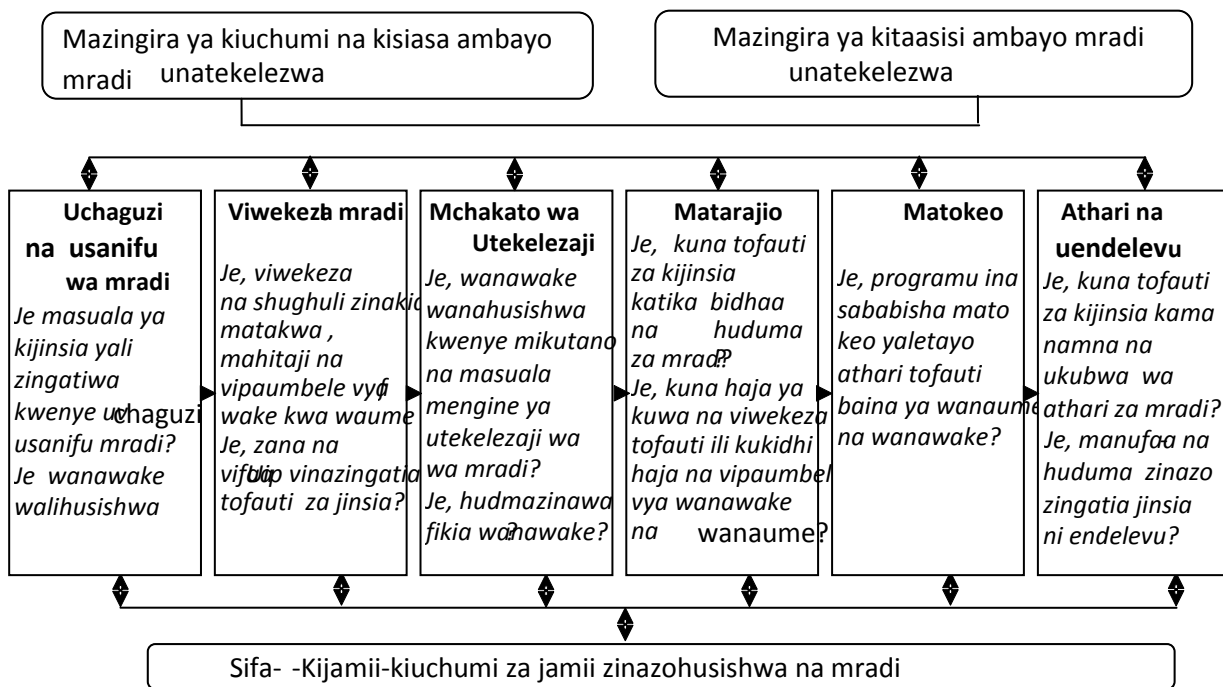 Mazingira ya kiuchumi na kisiasa ambayo
mradi unatekelezwa
Mazingira ya kitaasisi ambayo mradi
unatekelezwa
Uchaguzi
na usanifu
wa mradi
Je masuala ya
kijinsia yali
zingatiwa
kwenye uchaguzi
usanifu mradi?
Je wanawake
walihusishwa
Viwekeza mradi
Je, viwekeza
na shughuli zinakid
matakwa ,
mahitaji na
vipaumbele vya
wake kwa waume
Je, zana na
vinazingatia
tofauti za jinsia?
Mchakato wa
Utekelezaji
Je, wanawake
wanahusishwa
kwenye mikutano
na masuala
mengine ya
utekelezaji wa
wa mradi?
Je, hudmazinawa
fikia wanawake?
Matarajio
Je, kuna tofauti
za kijinsia
katika bidhaa
na huduma
za mradi?
Je, kuna haja ya
kuwa na viwekeza
tofauti ili kukidhi
haja na vipaumbel
vya wanawake
na wanaume?
Matokeo
Je, programu ina
sababisha mato
keo yaletayo
athari tofauti
baina ya wanaume
na wanawake?
Athari na
uendelevu
Je, kuna tofauti
za kijinsia kama
namna na
ukubwa wa
athari za mradi?
Je, manufaa na
huduma zinazo
zingatia jinsia
ni endelevu?
Sifa- -Kijamii-kiuchumi za jamii zinazohusishwa na mradi